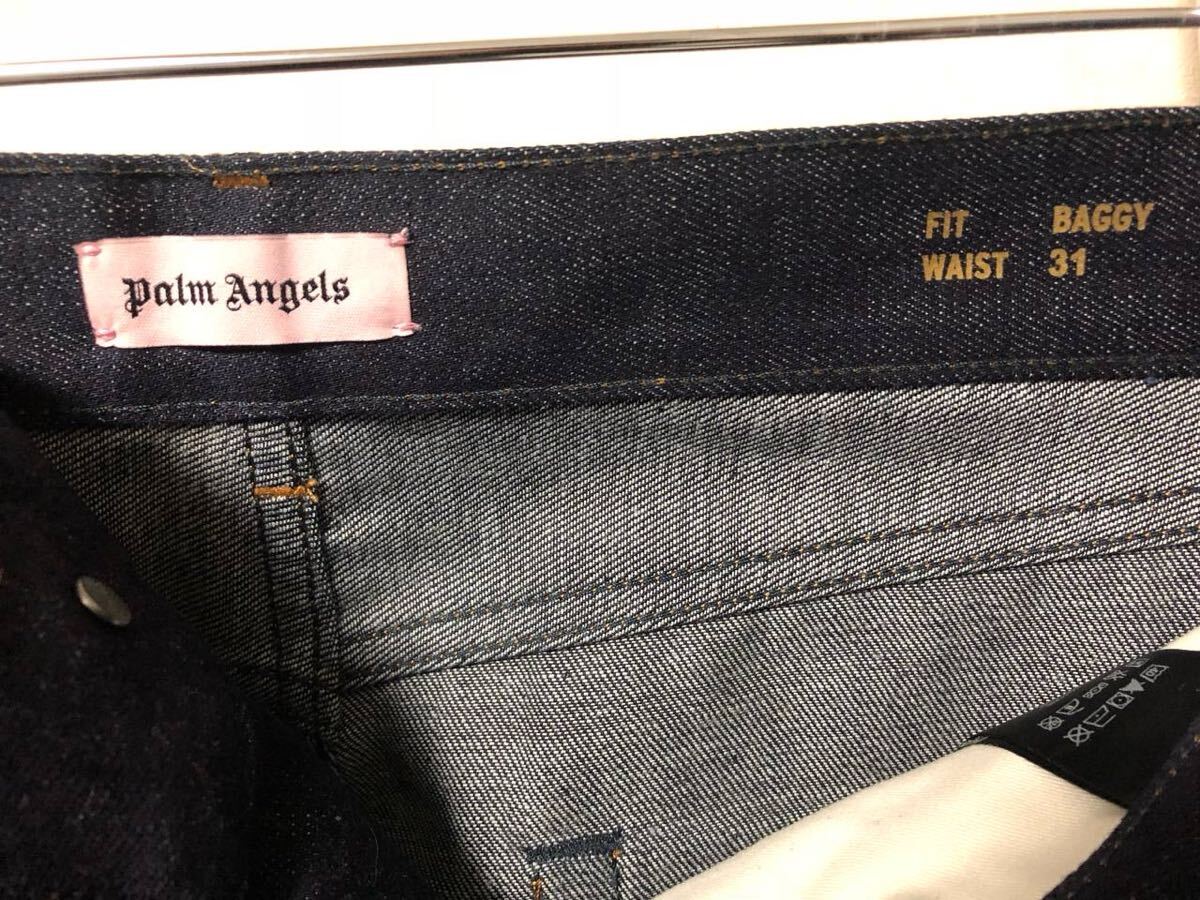 Palm Angels
FIT BAGGY
WAIST 31